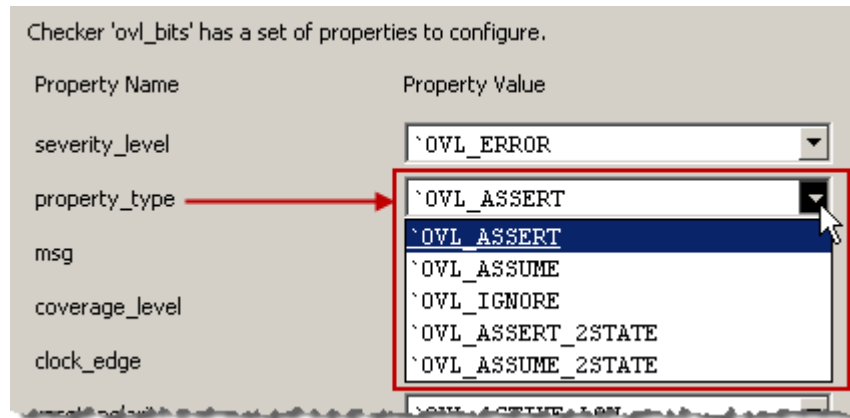 Checker 'ovl_bits' has a set of properties to configure.
Property Name Property Value
severity_level `OVL_ERROR
property_type `OVL_ASSERT
`OVL_ASSERT
msg
`OVL_ASSUME
`OVL_IGNORE
coverage_level
`OVL_ASSERT_2STATE
clock_edge
`OVL_ASSUME_2STATE